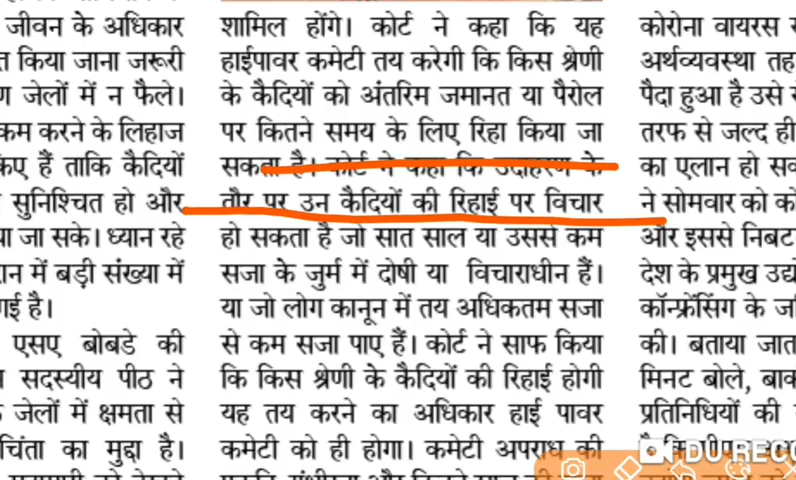 जीवन के अधिकार
किया जाना जरूरी
जेलों में न फैले।
कम करने के लिहाज
हैं ताकि कैदियों
सुनिश्चित हो और
जा सके। ध्यान रहे
में बड़ी संख्या में
है।
एसए बोबडे की
सदस्यीय पीठ ने
जेलों में क्षमता से
चिंता का मुद्दा है।
शामिल होंगे। कोर्ट ने कहा कि यह
हाईपावर कमेटी तय करेगी कि किस श्रेणी
के कैदियों को अंतरिम जमानत या पैरोल
पर कितने समय के लिए रिहा किया जा
सकता है। कोर्ट ने कहा कि उदाहरण के
तौर पर उन कैदियों की रिहाई पर विचार
हो सकता है जो सात साल या उससे कम
सजा के जुर्म में दोषी या विचाराधीन हैं।
या जो लोग कानून में तय अधिकतम सजा
से कम सजा पाए हैं। कोर्ट ने साफ किया
कि किस श्रेणी के कैदियों की रिहाई होगी
यह तय करने का अधिकार हाई पावर
कमेटी को ही होगा। कमेटी अपराध की
कोरोना वायरस
अर्थव्यवस्था
पैदा हुआ है उसे
तरफ से जल्द ही
का एलान हो
ने सोमवार को
और इससे निबट
देश के प्रमुख
कॉन्फ्रेंसिंग के
की। बताया
मिनट बोले,
प्रतिनिधियों की
DU RECO